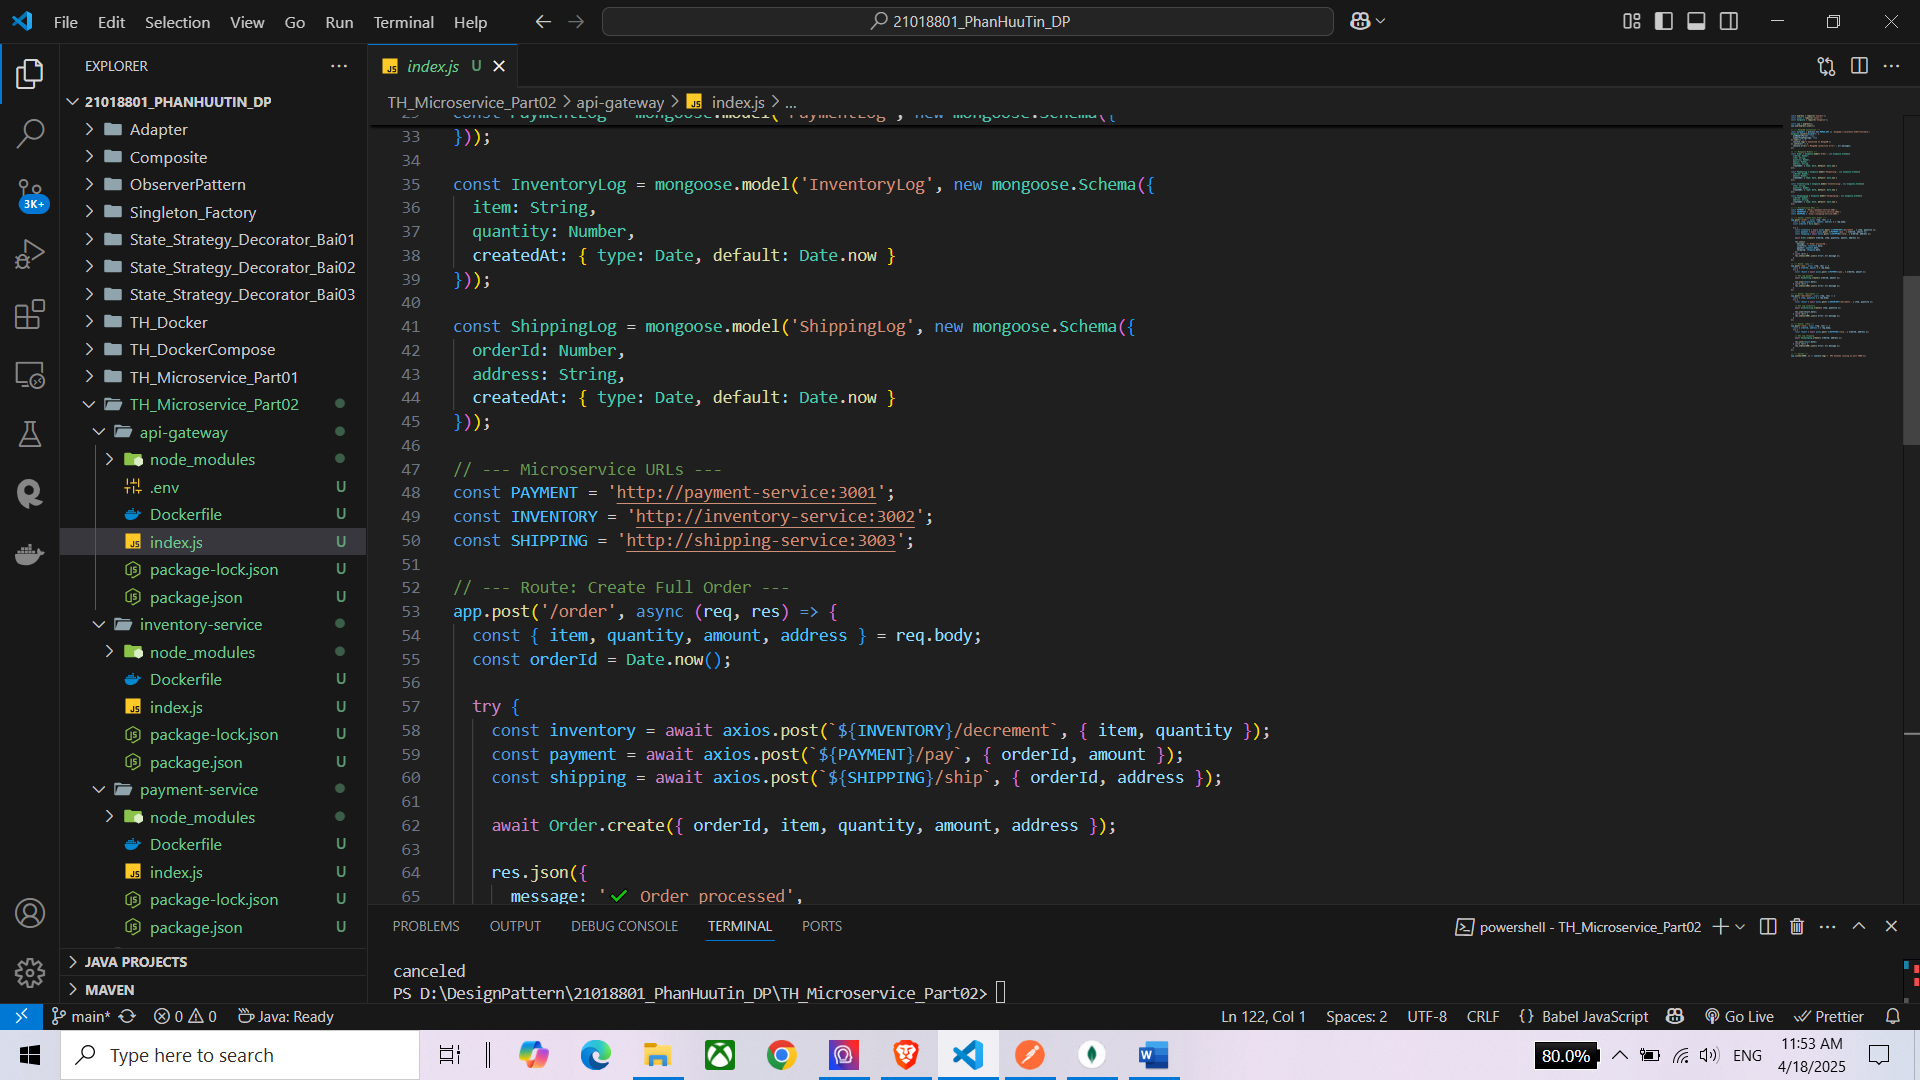 File Edit Selection View Go Run Terminal Help
21018801_PhanHuuTin_DP
EXPLORER
21018801_PHANHUUTIN_DP
Adapter
Composite
ObserverPattern
Singleton_Factory
State_Strategy_Decorator_Bai01
State_Strategy_Decorator_Bai02
State_Strategy_Decorator_Bai03
TH_Docker
TH_DockerCompose
TH_Microservice_Part01
TH_Microservice_Part02
api-gateway
node_modules
.env U
Dockerfile U
index.js U
package-lock.json U
package.json U
inventory-service
node_modules
Dockerfile U
index.js U
package-lock.json U
package.json U
payment-service
node_modules
Dockerfile U
index.js U
package-lock.json U
package.json U
JAVA PROJECTS
MAVEN
3K+
index.js U
TH_Microservice_Part02 > api-gateway > index.js > ...
33 }));
34
35 const InventoryLog = mongoose.model('InventoryLog', new mongoose.Schema({
36 item: String,
37 quantity: Number,
38 createdAt: { type: Date, default: Date.now }
39 }));
40
41 const ShippingLog = mongoose.model('ShippingLog', new mongoose.Schema({
42 orderId: Number,
43 address: String,
44 createdAt: { type: Date, default: Date.now }
45 }));
46
47 // --- Microservice URLs ---
48 const PAYMENT = 'http://payment-service:3001';
49 const INVENTORY = 'http://inventory-service:3002';
50 const SHIPPING = 'http://shipping-service:3003';
51
52 // --- Route: Create Full Order ---
53 app.post('/order', async (req, res) => {
54 const { item, quantity, amount, address } = req.body;
55 const orderId = Date.now();
56
57 try {
58 const inventory = await axios.post(`${INVENTORY}/decrement`, { item, quantity });
59 const payment = await axios.post(`${PAYMENT}/pay`, { orderId, amount });
60 const shipping = await axios.post(`${SHIPPING}/ship`, { orderId, address });
61
62 await Order.create({ orderId, item, quantity, amount, address });
63
64 res.json({
65 message: '✔ Order processed',
PROBLEMS OUTPUT DEBUG CONSOLE TERMINAL PORTS
powershell - TH_Microservice_Part02
canceled
PS D:\DesignPattern\21018801_PhanHuuTin_DP\TH_Microservice_Part02>
main* 0 0 Java: Ready
Ln 122, Col 1 Spaces: 2 UTF-8 CRLF {} Babel JavaScript Go Live Prettier
Type here to search
80.0% ENG
11:53 AM
4/18/2025